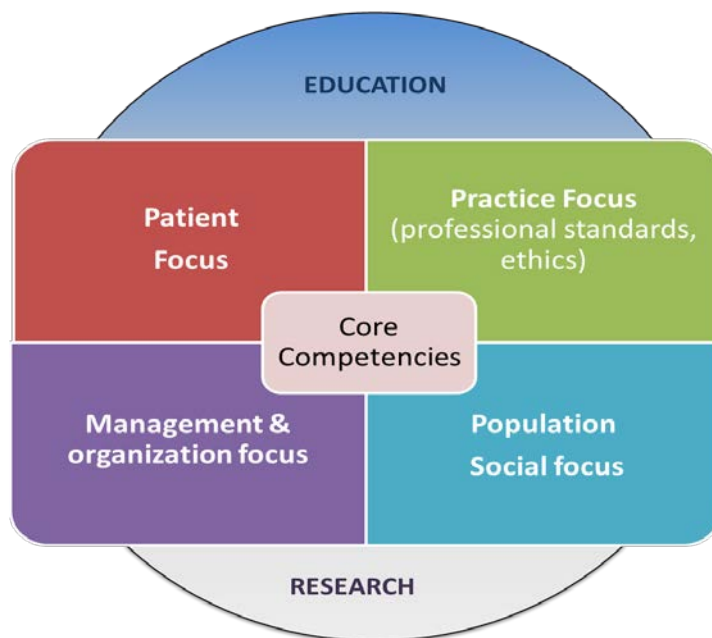 EDUCATION
Patient
Focus
Practice Focus
(professional standards,
ethics)
Core
Competencies
Management &
organization focus
Population
Social focus
RESEARCH